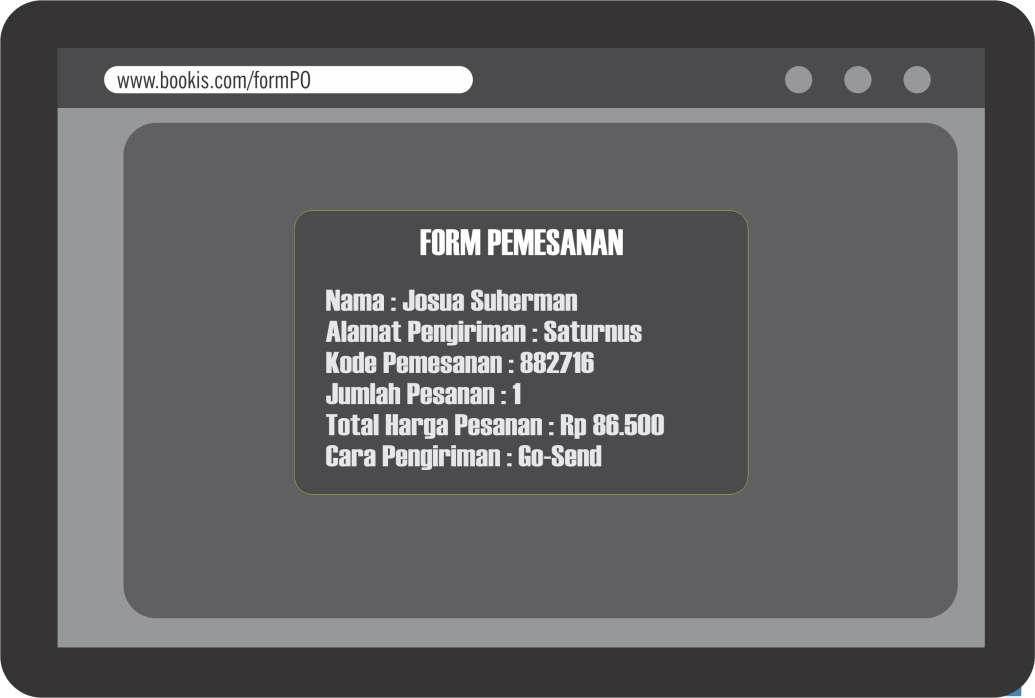 www.bookis.com/formPO
FORM PEMESANAN
Nama : Josua Suherman
Alamat Pengiriman : Saturnus
Kode Pemesanan : 882716
Jumlah Pesanan : 1
Total Harga Pesanan : Rp 86.500
Cara Pengiriman : Go-Send